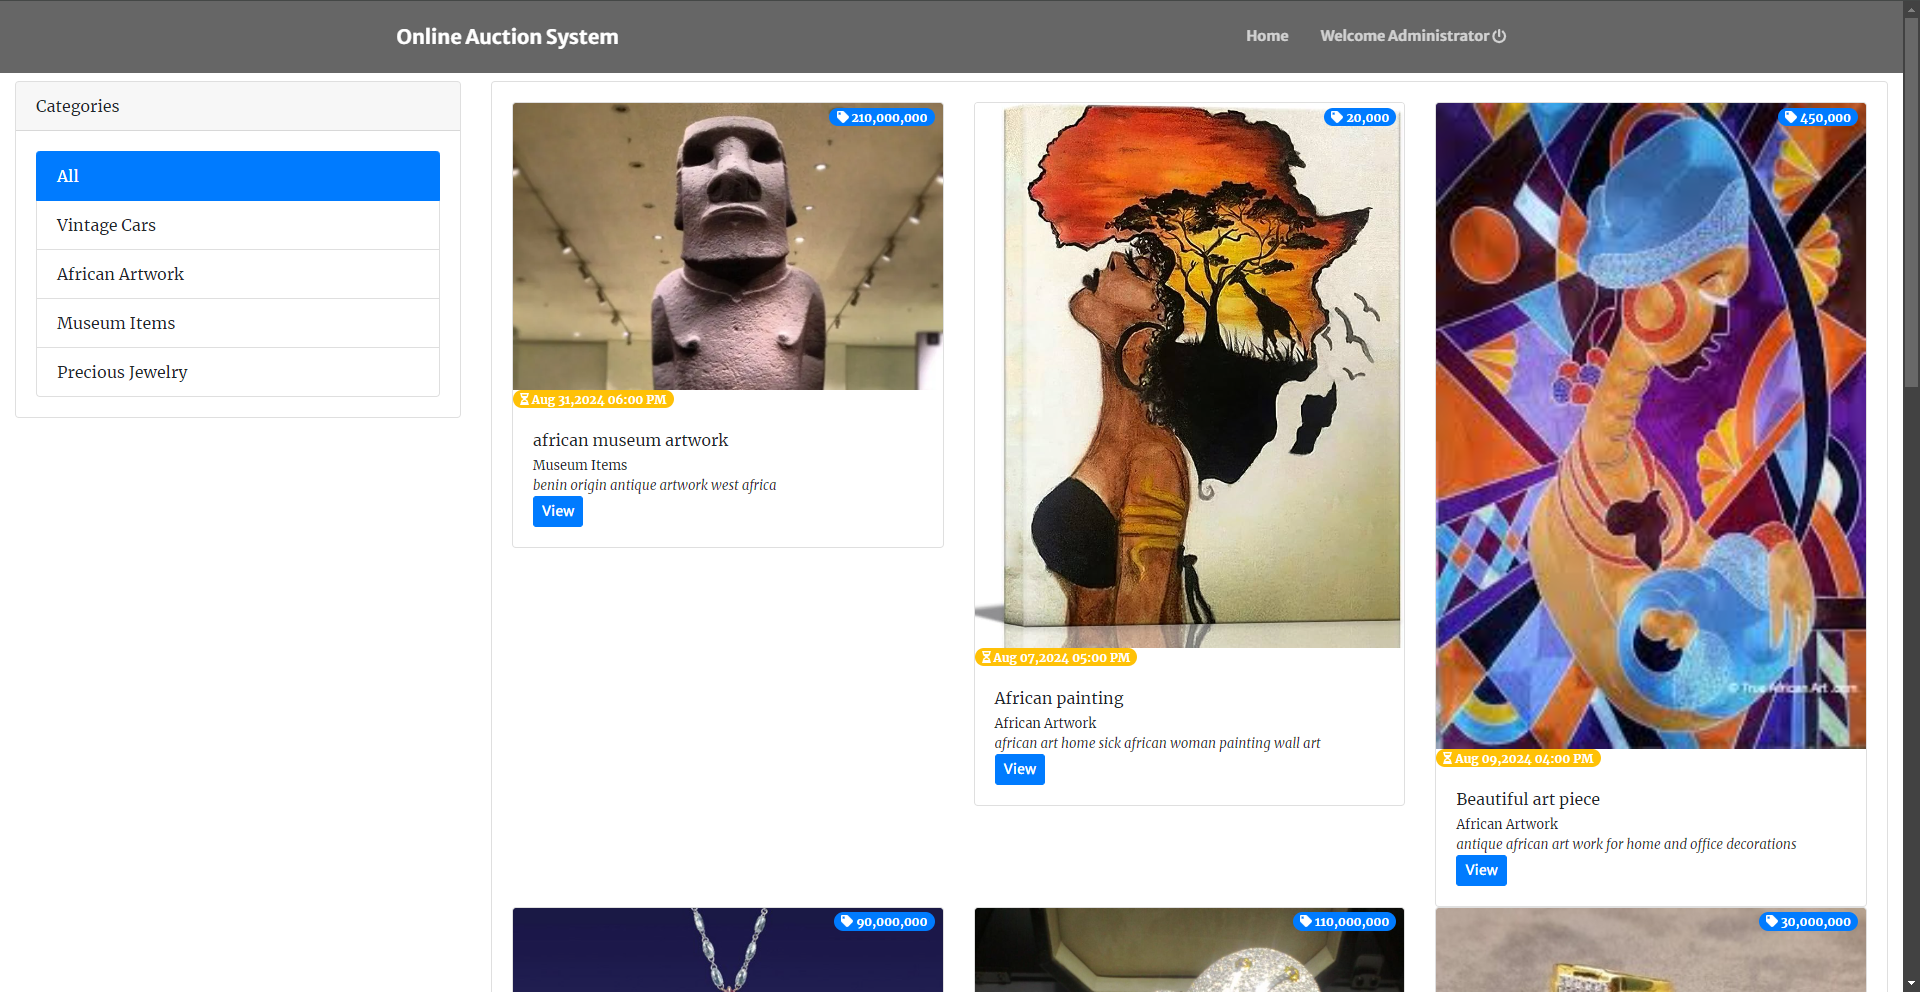 Online Auction System
Home
Welcome Administrator
Categories
All
Vintage Cars
African Artwork
Museum Items
Precious Jewelry
210,000,000
Aug 31,2024 06:00 PM
african museum artwork
Museum Items
benin origin antique artwork west africa
View
20,000
Aug 07,2024 05:00 PM
African painting
African Artwork
african art home sick african woman painting wall art
View
450,000
© True African Art .com
Aug 09,2024 04:00 PM
Beautiful art piece
African Artwork
antique african art work for home and office decorations
View
90,000,000
110,000,000
30,000,000